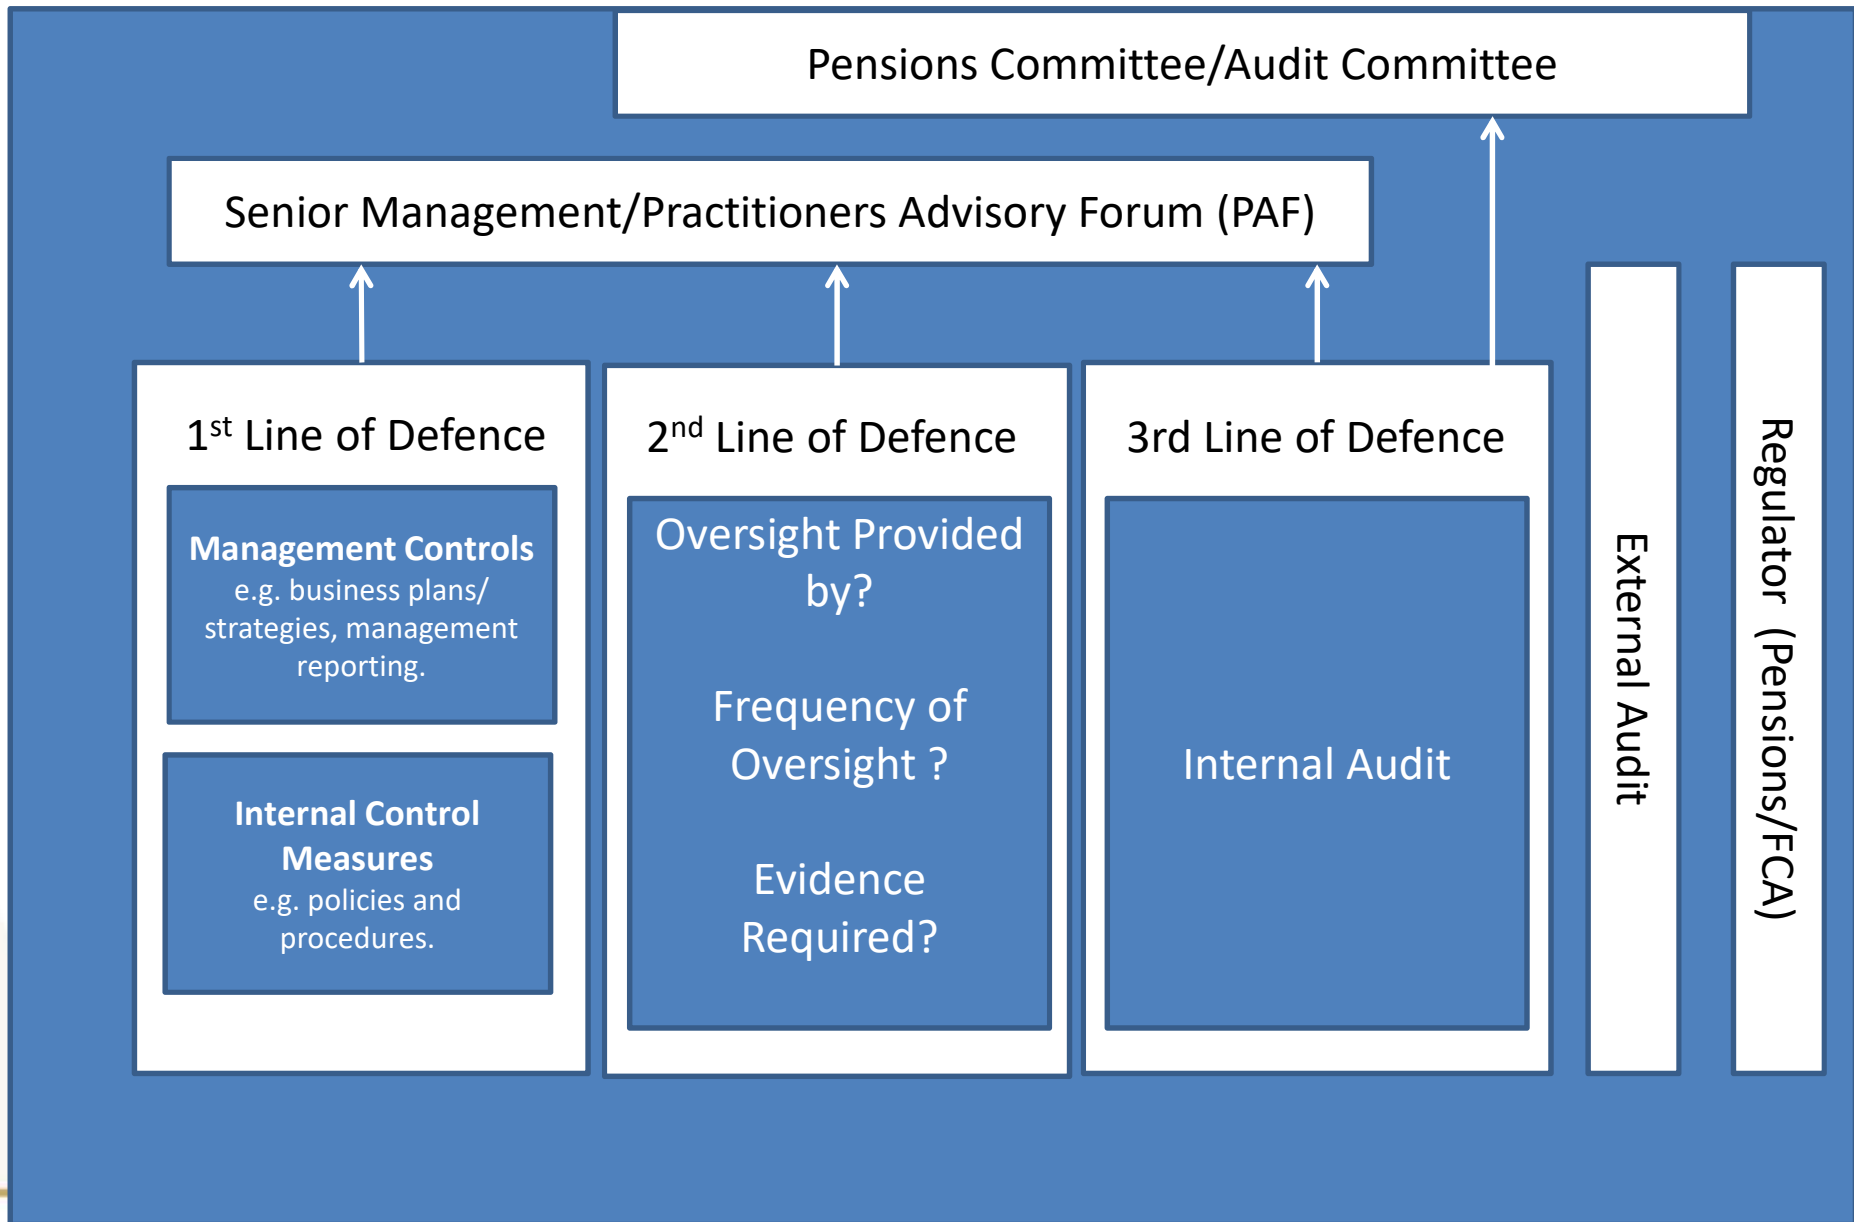 Pensions Committee/Audit Committee
Senior Management/Practitioners Advisory Forum (PAF)
1st Line of Defence
Management Controls
e.g. business plans/
strategies, management
reporting.
Internal Control
Measures
e.g. policies and
procedures.
2nd Line of Defence
Oversight Provided
by?
Frequency of
Oversight ?
Evidence
Required?
3rd Line of Defence
Internal Audit
External Audit
Regulator (Pensions/FCA)